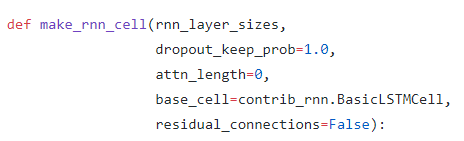 def make_rnn_cell(rnn_layer_sizes,
                  dropout_keep_prob=1.0,
                  attn_length=0,
                  base_cell=contrib_rnn.BasicLSTMCell,
                  residual_connections=False):